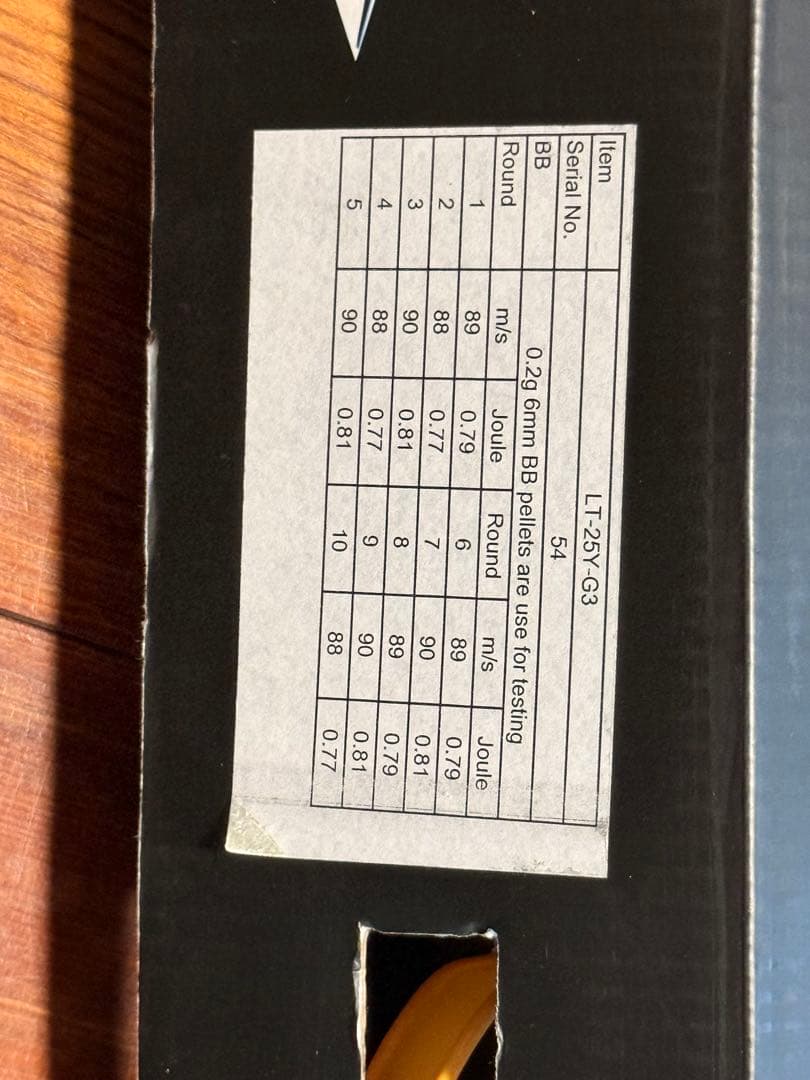 Item LT-25Y-G3
Serial No. 54
BB 0.2g 6mm BB pellets are use for testing
Round m/s Joule Round m/s Joule
1 89 0.79 6 89 0.79
2 88 0.77 7 90 0.81
3 90 0.81 8 89 0.79
4 88 0.77 9 90 0.81
5 90 0.81 10 88 0.77